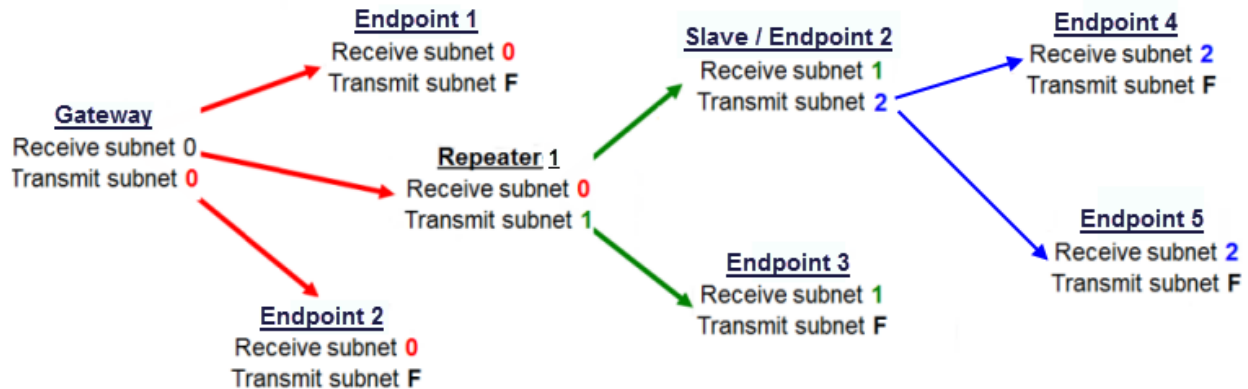 Endpoint 1
Receive subnet 0
Transmit subnet F
Gateway
Receive subnet 0
Transmit subnet 0
Endpoint 2
Receive subnet 0
Transmit subnet F
Repeater 1
Receive subnet 0
Transmit subnet 1
Slave / Endpoint 2
Receive subnet 1
Transmit subnet 2
Endpoint 3
Receive subnet 1
Transmit subnet F
Endpoint 4
Receive subnet 2
Transmit subnet F
Endpoint 5
Receive subnet 2
Transmit subnet F